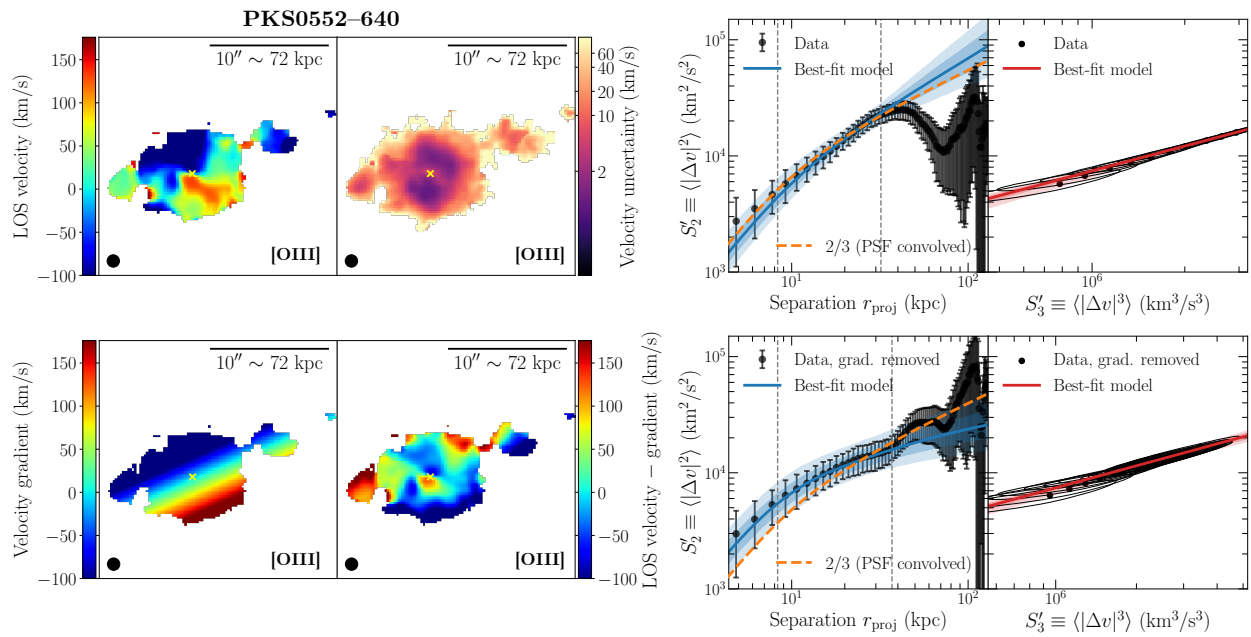 PKS0552–640
LOS velocity (km/s)
150
100
50
0
−50
−100
10″ ∼ 72 kpc
[OIII]
10″ ∼ 72 kpc
[OIII]
60
40
20
10
2
Velocity uncertainty (km/s)
S′₂ ≡ ⟨|Δv|²⟩ (km²/s²)
10⁵
10⁴
10³
Data
Best-fit model
2/3 (PSF convolved)
10¹
10²
Separation r_proj (kpc)
Data
Best-fit model
10⁶
S′₃ ≡ ⟨|Δv|³⟩ (km³/s³)
Velocity gradient (km/s)
150
100
50
0
−50
−100
10″ ∼ 72 kpc
[OIII]
10″ ∼ 72 kpc
[OIII]
150
100
50
0
−50
−100
LOS velocity − gradient (km/s)
S′₂ ≡ ⟨|Δv|²⟩ (km²/s²)
10⁵
10⁴
10³
Data, grad. removed
Best-fit model
2/3 (PSF convolved)
10¹
10²
Separation r_proj (kpc)
Data, grad. removed
Best-fit model
10⁶
S′₃ ≡ ⟨|Δv|³⟩ (km³/s³)